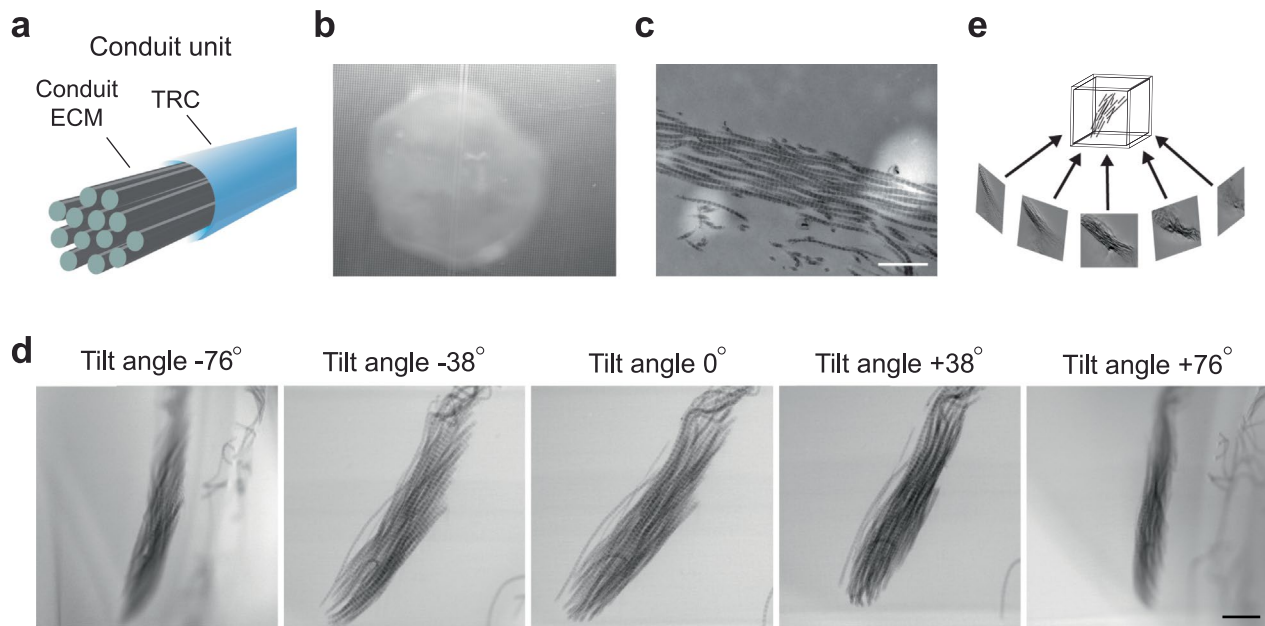 a
Conduit unit
Conduit
ECM
TRC
b
c
e
d
Tilt angle -76°
Tilt angle -38°
Tilt angle 0°
Tilt angle +38°
Tilt angle +76°